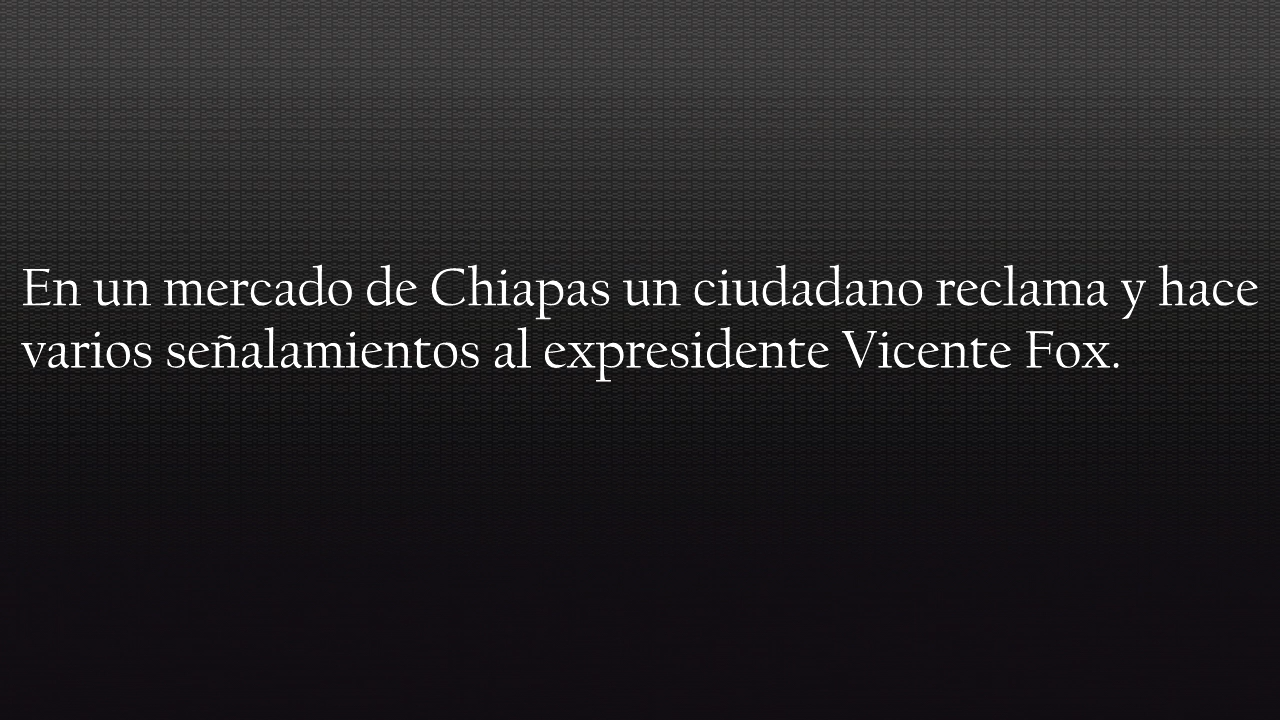 En un mercado de Chiapas un ciudadano reclama y hace
varios señalamientos al expresidente Vicente Fox.